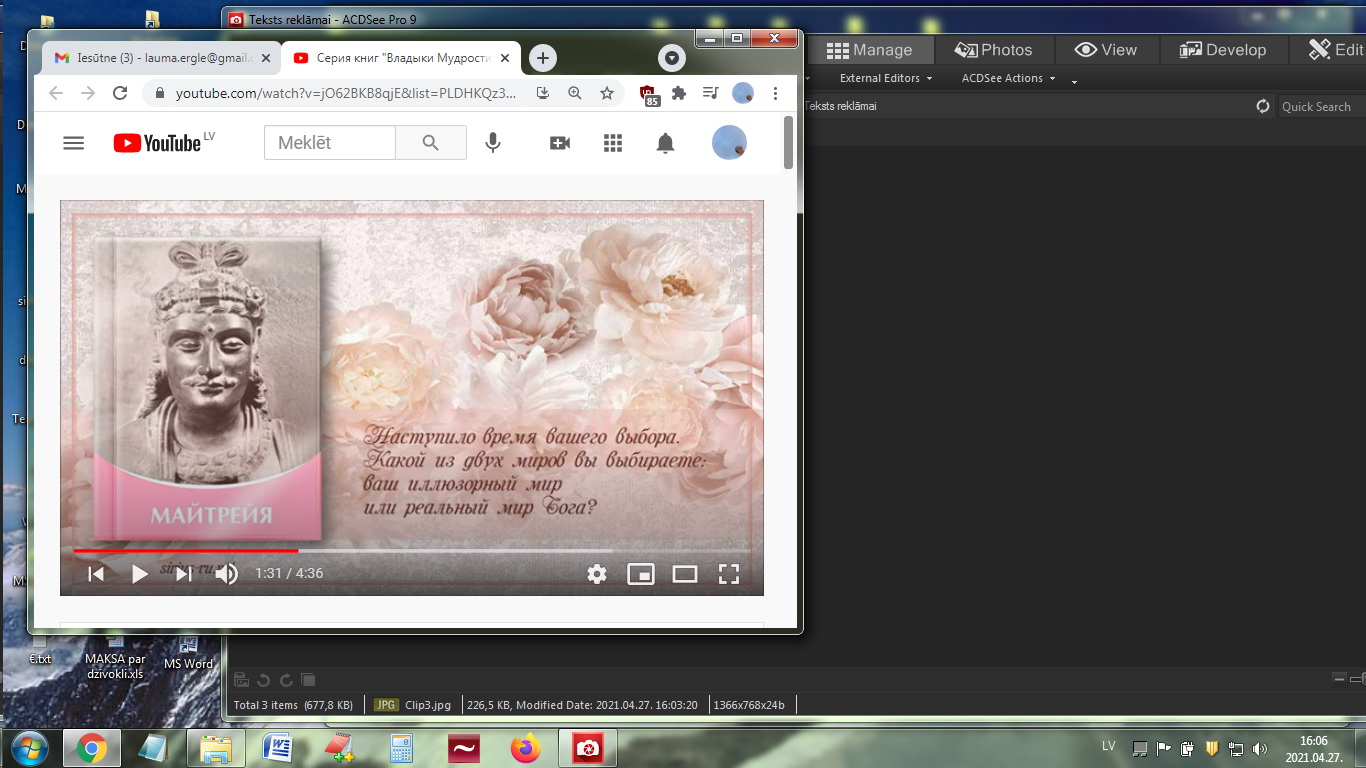 Teksts reklāmai - ACDSee Pro 9
Iesūtne (3) - lauma.ergle@gmail.
Серия книг "Владыки Мудрости
Manage
Photos
View
Develop
Edit
External Editors
ACDSee Actions
youtube.com/watch?v=jO62BKB8qjE&list=PLDHKQz3...
85
Teksts reklāmai
Quick Search
YouTube LV
Meklēt
Наступило время вашего выбора.
Какой из двух миров вы выбираете:
ваш иллюзорный мир
или реальный мир Бога?
МАЙТРЕЙЯ
1:31 / 4:36
€.txt
MAKSA par
dzivokli.xls
MS Word
Total 3 items (677,8 KB)
JPG
Clip3.jpg
226,5 KB, Modified Date: 2021.04.27. 16:03:20
1366x768x24b
LV
16:06
2021.04.27.